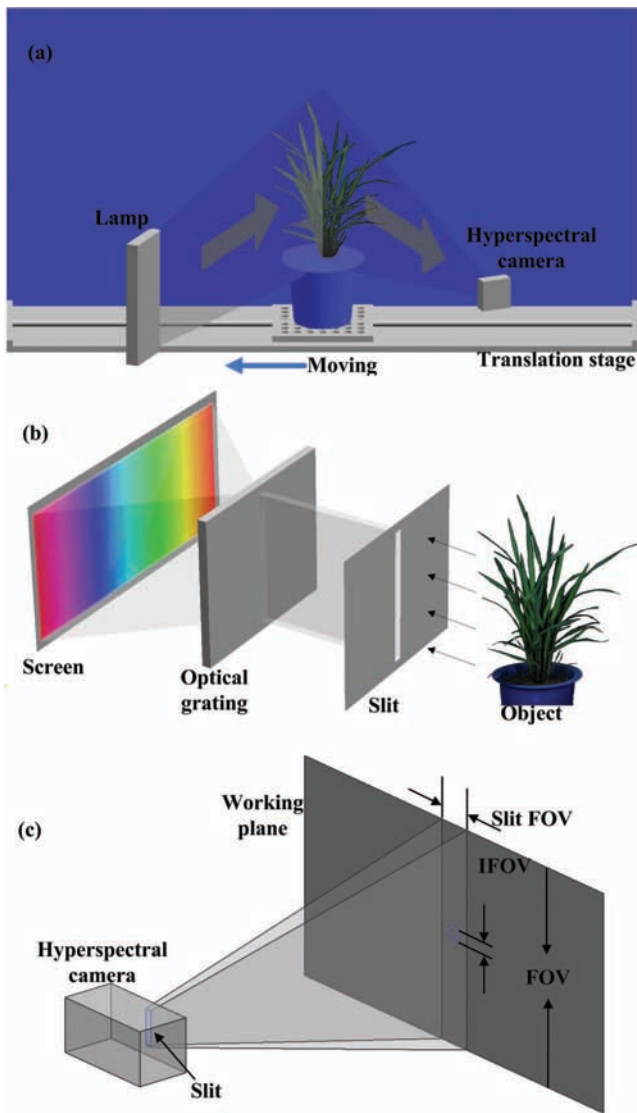 (a)
Lamp
Hyperspectral
camera
Moving
Translation stage
(b)
Screen
Optical
grating
Slit
Object
(c)
Working
plane
Slit FOV
IFOV
FOV
Hyperspectral
camera
Slit